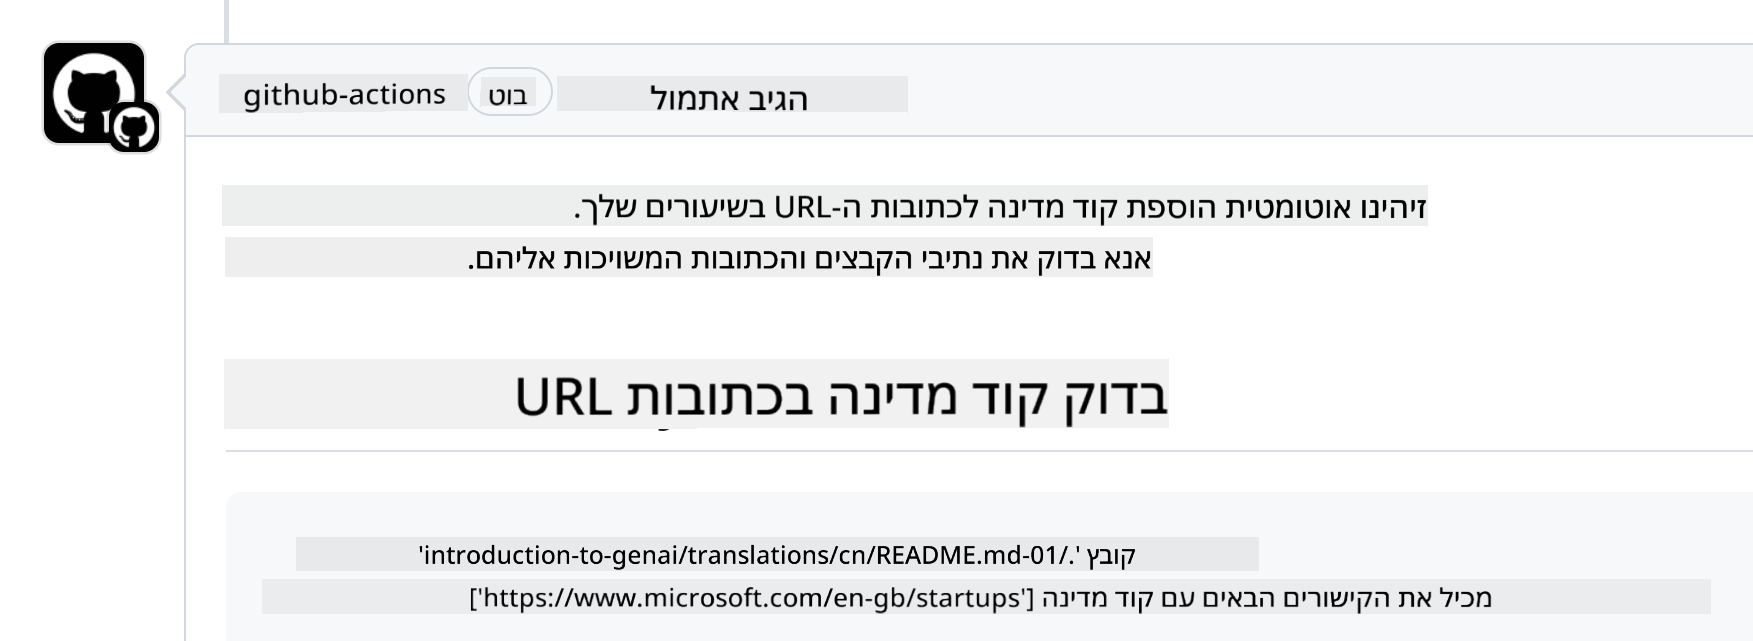 github-actions בוט הגיב אתמול
זיהינו אוטומטית הוספת קוד מדינה לכתובות ה-URL בשיעורים שלך.
אנא בדוק את נתיבי הקבצים והכתובות המשויכות אליהם.
בדוק קוד מדינה בכתובות URL
קובץ '.‎/01-introduction-to-genai/translations/cn/README.md'
מכיל את הקישורים הבאים עם קוד מדינה ['https://www.microsoft.com/en-gb/startups']